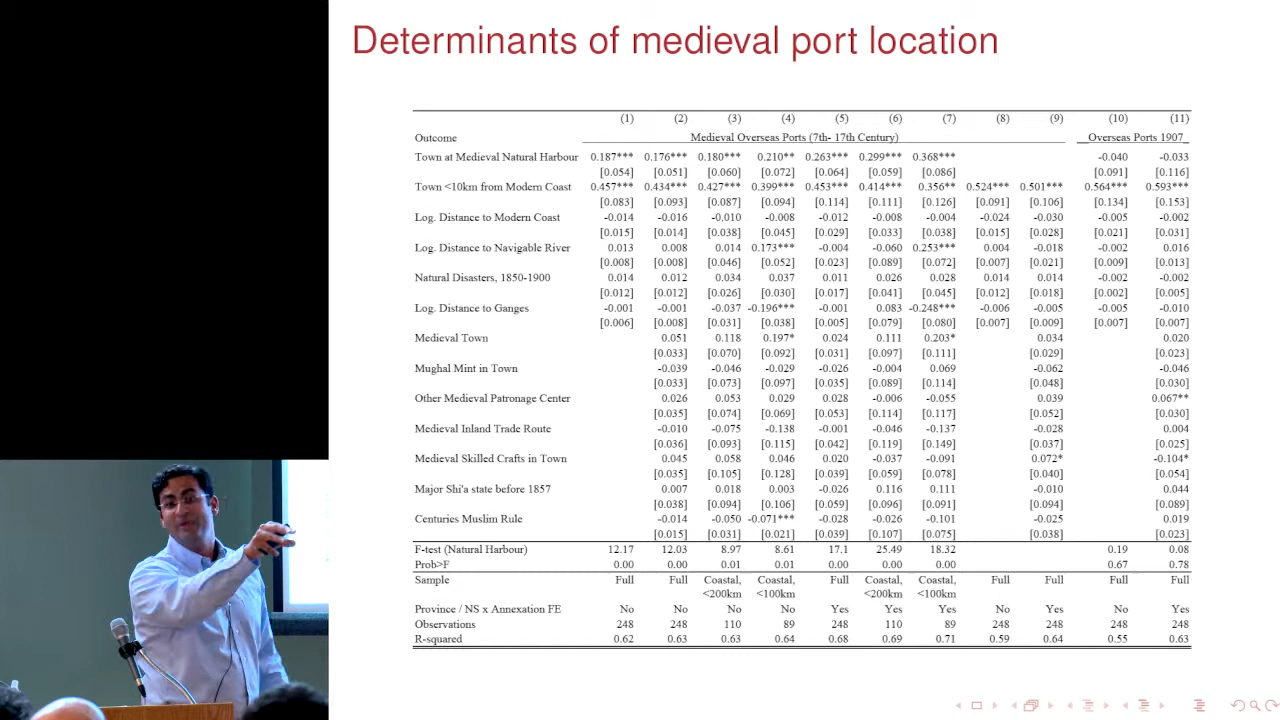 Determinants of medieval port location
(1) (2) (3) (4) (5) (6) (7) (8) (9) (10) (11)
Outcome Medieval Overseas Ports (7th- 17th Century) Overseas Ports 1907
Town at Medieval Natural Harbour 0.187*** 0.176*** 0.180*** 0.210** 0.263*** 0.299*** 0.368*** -0.040 -0.033
[0.054] [0.051] [0.060] [0.072] [0.064] [0.059] [0.086] [0.091] [0.116]
Town <10km from Modern Coast 0.457*** 0.434*** 0.427*** 0.399*** 0.453*** 0.414*** 0.356** 0.524*** 0.501*** 0.564*** 0.593***
[0.083] [0.093] [0.087] [0.094] [0.114] [0.111] [0.126] [0.091] [0.106] [0.134] [0.153]
Log. Distance to Modern Coast -0.014 -0.016 -0,010 -0.008 -0.012 -0.008 -0.004 -0.024 -0.030 -0.005 -0.002
[0.015] [0.014] [0.038] [0.045] [0.029] [0.033] [0.038] [0.015] [0.028] [0.021] [0.031]
Log. Distance to Navigable River 0.013 0.008 0.014 0.173*** -0.004 -0.060 0.253*** 0.004 -0.018 -0.002 0.016
[0.008] [0.008] [0.046] [0.052] [0.023] [0.089] [0.072] [0.007] [0.021] [0.009] [0.013]
Natural Disasters, 1850-1900 0.014 0.012 0.034 0.037 0.011 0.026 0.028 0.014 0.014 -0.002 -0.002
[0.012] [0.012] [0.026] [0.030] [0.017] [0.041] [0.045] [0.012] [0.018] [0.002] [0.005]
Log. Distance to Ganges -0.001 -0.001 -0.037 -0.196*** -0.001 0.083 -0.248*** -0.006 -0.005 -0.005 -0.010
[0.006] [0.008] [0.031] [0.038] [0.005] [0.079] [0.080] [0.007] [0.009] [0.007] [0.007]
Medieval Town 0.051 0.118 0.197* 0.024 0.111 0.203* 0.034 0.020
[0.033] [0.070] [0.092] [0.031] [0.097] [0.111] [0.029] [0.023]
Mughal Mint in Town -0.039 -0.046 -0.029 -0.026 -0.004 0.069 -0.062 -0.046
[0.033] [0.073] [0.097] [0.035] [0.089] [0.114] [0.048] [0.030]
Other Medieval Patronage Center 0.026 0.053 0.029 0.028 -0.006 -0.055 0.039 0.067**
[0.035] [0.074] [0.069] [0.053] [0.114] [0.117] [0.052] [0.030]
Medieval Inland Trade Route -0.010 -0.075 -0.138 -0.001 -0.046 -0.137 -0.028 0.004
[0.036] [0.093] [0.115] [0.042] [0.119] [0.149] [0.037] [0.025]
Medieval Skilled Crafts in Town 0.045 0.058 0.046 0.020 -0.037 -0.091 0.072* -0.104*
[0.035] [0.105] [0.128] [0.039] [0.059] [0.078] [0.040] [0.054]
Major Shi'a state before 1857 0.007 0.018 0.003 -0.026 0.116 0.111 -0.010 0.044
[0.038] [0.094] [0.106] [0.059] [0.096] [0.091] [0.094] [0.089]
Centuries Muslim Rule -0.014 -0.050 -0.071*** -0.028 -0.026 -0.101 -0.025 0.019
[0.015] [0.031] [0.021] [0.039] [0.107] [0.075] [0.038] [0.023]
F-test (Natural Harbour) 12.17 12.03 8.97 8.61 17.1 25.49 18.32 0.19 0.08
Prob>F 0.00 0.00 0.01 0.01 0.00 0.00 0.00 0.67 0.78
Sample Full Full Coastal, Coastal, Full Coastal, Coastal, Full Full Full Full
<200km <100km <200km <100km
Province / NS x Annexation FE No No No No Yes Yes Yes No Yes No Yes
Observations 248 248 110 89 248 110 89 248 248 248 248
R-squared 0.62 0.63 0.63 0.64 0.68 0.69 0.71 0.59 0.64 0.55 0.63